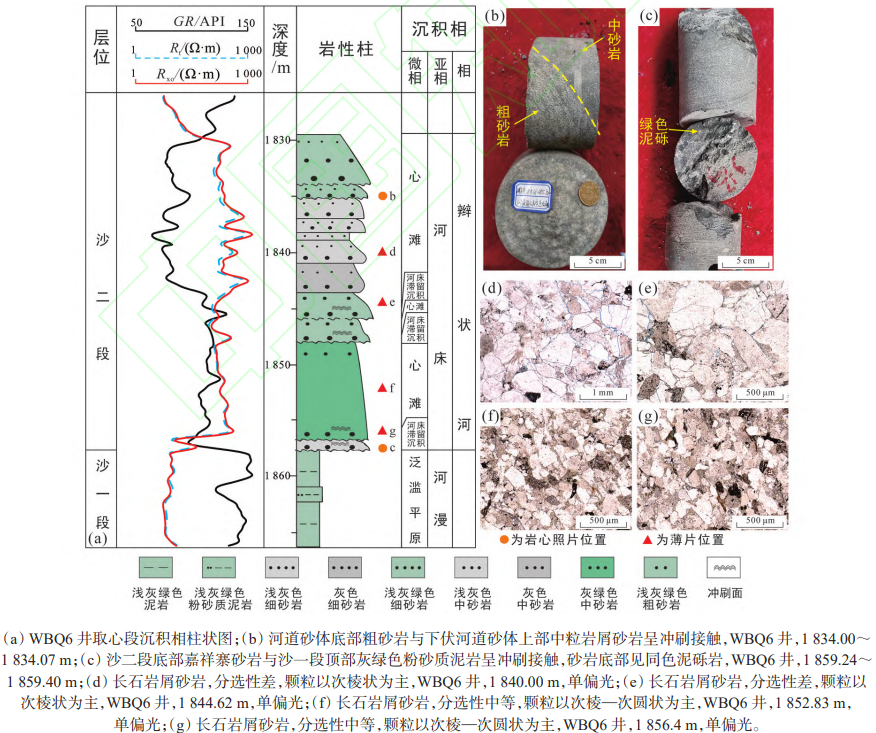 层位
50 GR/API 150
1 R/(Ω·m) 1 000
1 Rxo/(Ω·m) 1 000
深度/m
岩性柱
沉积相
微相
亚相
相
沙二段
沙一段
(a)
1 830
1 840
1 850
1 860
b
d
e
f
g
c
心滩
河床滞留沉积
心滩
河床滞留沉积
心滩
河床滞留沉积
泛滥平原
河床
河漫
辫状河
(b)
中砂岩
粗砂岩
5 cm
(c)
绿色泥砾
5 cm
(d)
1 mm
(e)
500 μm
(f)
500 μm
(g)
500 μm
为岩心照片位置
为薄片位置
浅灰绿色泥岩
浅灰绿色粉砂质泥岩
浅灰色细砂岩
灰色细砂岩
浅灰绿色细砂岩
浅灰色中砂岩
灰色中砂岩
灰绿色中砂岩
浅灰绿色粗砂岩
冲刷面
(a) WBQ6 井取心段沉积相柱状图;(b) 河道砂体底部粗砂岩与下伏河道砂体上部中粒岩屑砂岩呈冲刷接触,WBQ6 井,1 834.00～
1 834.07 m;(c) 沙二段底部嘉祥寨砂岩与沙一段顶部灰绿色粉砂质泥岩呈冲刷接触,砂岩底部见同色泥砾岩,WBQ6 井,1 859.24～
1 859.40 m;(d) 长石岩屑砂岩,分选性差,颗粒以次棱状为主,WBQ6 井,1 840.00 m,单偏光;(e) 长石岩屑砂岩,分选性差,颗粒以
次棱状为主,WBQ6 井,1 844.62 m,单偏光;(f) 长石岩屑砂岩,分选性中等,颗粒以次棱—次圆状为主,WBQ6 井,1 852.83 m,
单偏光;(g) 长石岩屑砂岩,分选性中等,颗粒以次棱—次圆状为主,WBQ6 井,1 856.4 m,单偏光。